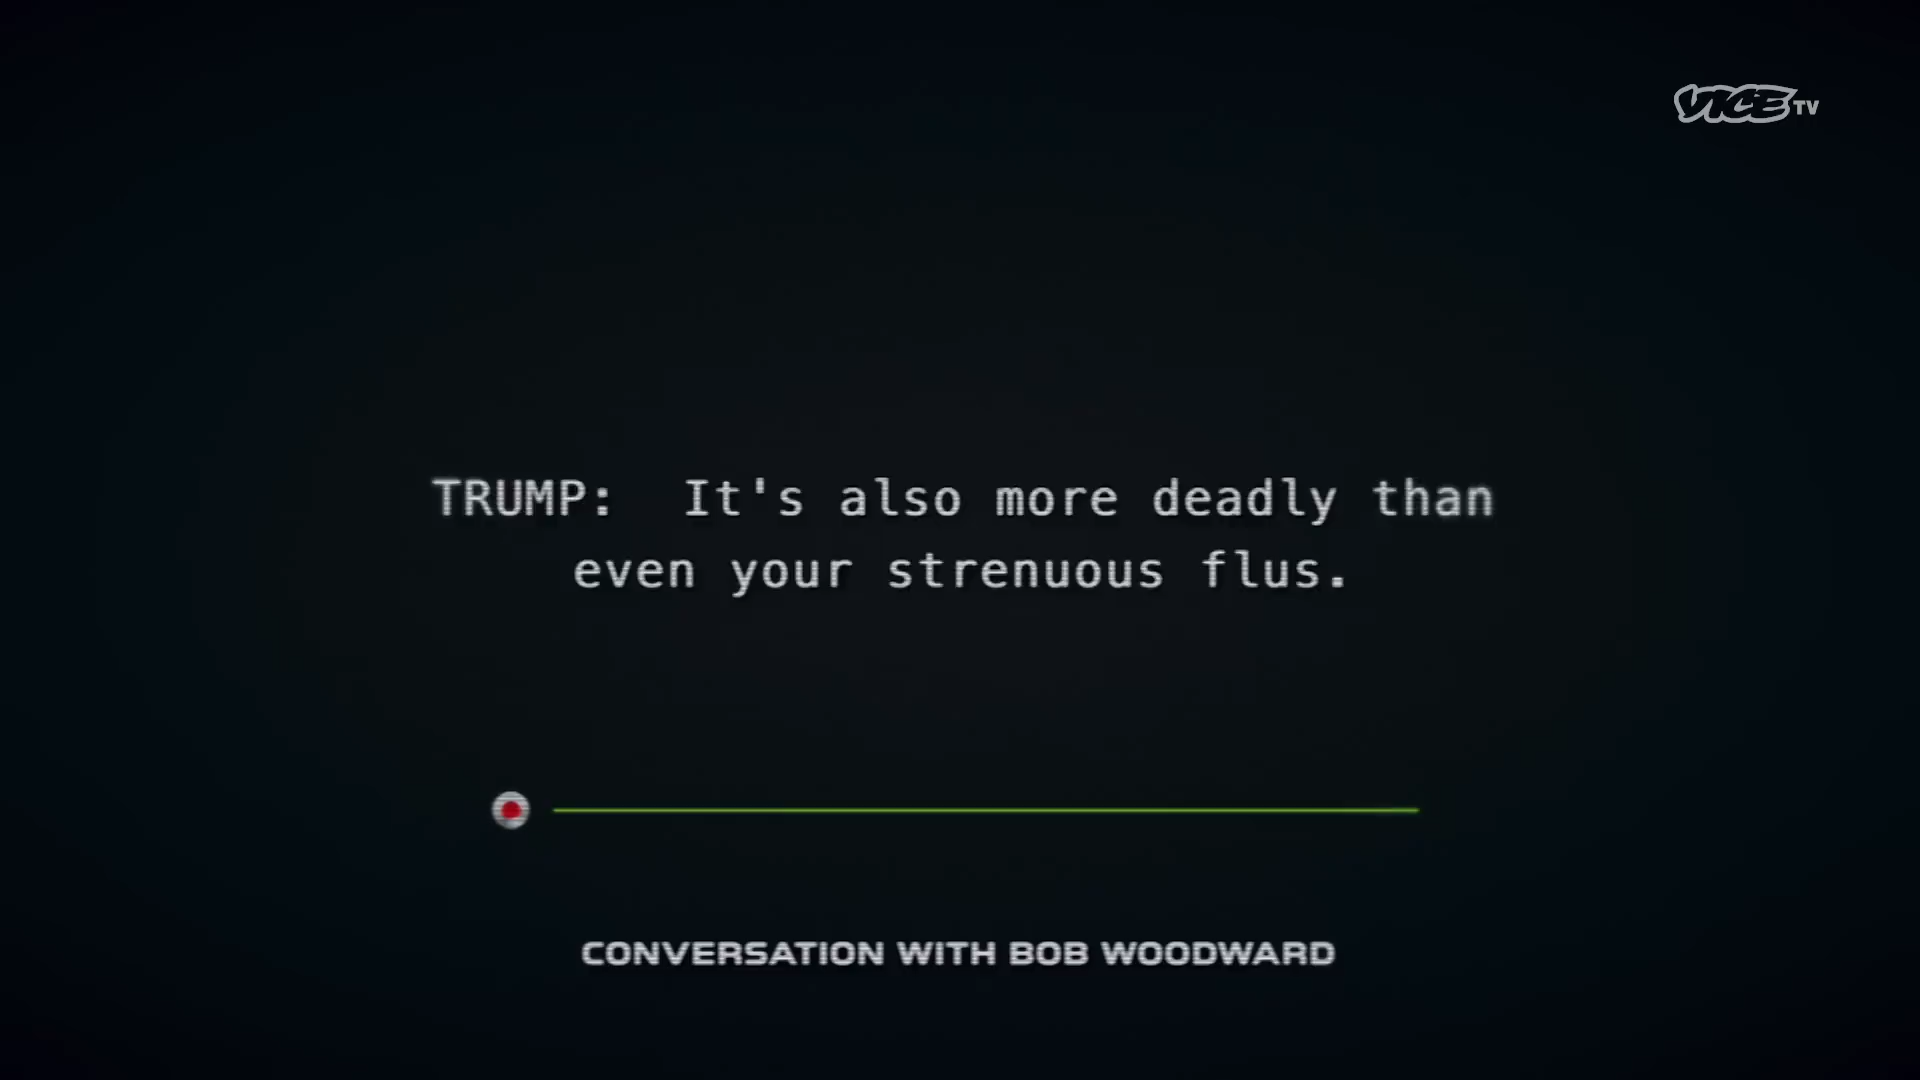 VICE TV
TRUMP: It's also more deadly than
even your strenuous flus.
CONVERSATION WITH BOB WOODWARD